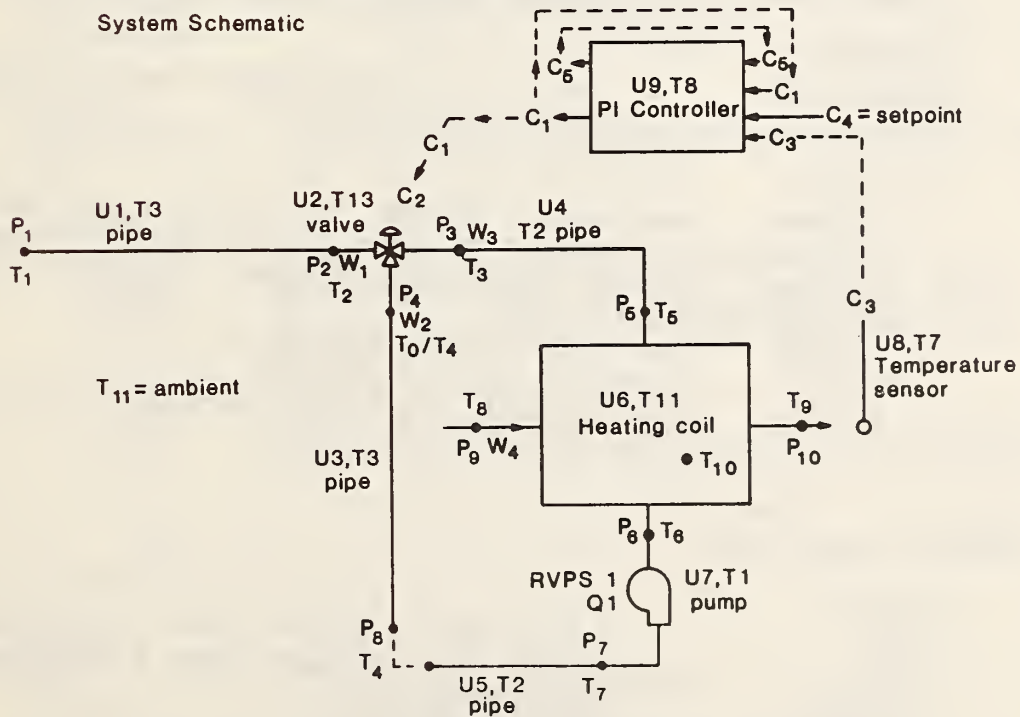 System Schematic
C₅
C₅
U9,T8
PI Controller
C₁
C₁
C₄= setpoint
C₃
C₁
C₂
U1,T3
pipe
U2,T13
valve
U4
T2 pipe
P₁
T₁
P₂ W₁
T₂
P₃ W₃
T₃
P₄
W₂
T₀/T₄
P₅ T₅
C₃
U8,T7
Temperature
sensor
T₁₁= ambient
U6,T11
Heating coil
T₈
P₉ W₄
T₉
P₁₀
T₁₀
U3,T3
pipe
P₆ T₆
RVPS 1
Q1
U7,T1
pump
P₈
T₄
P₇
T₇
U5,T2
pipe